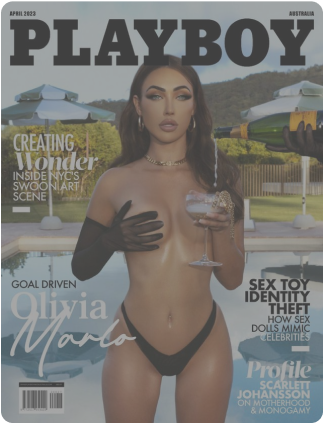 APRIL 2023
AUSTRALIA
PLAYBOY
CREATING
Wonder
INSIDE NYC'S
SWOON ART
SCENE
GOAL DRIVEN
Olivia
Marlo
SEX TOY
IDENTITY
THEFT
HOW SEX
DOLLS MIMIC
CELEBRITIES
Profile
SCARLETT
JOHANSSON
ON MOTHERHOOD
& MONOGAMY